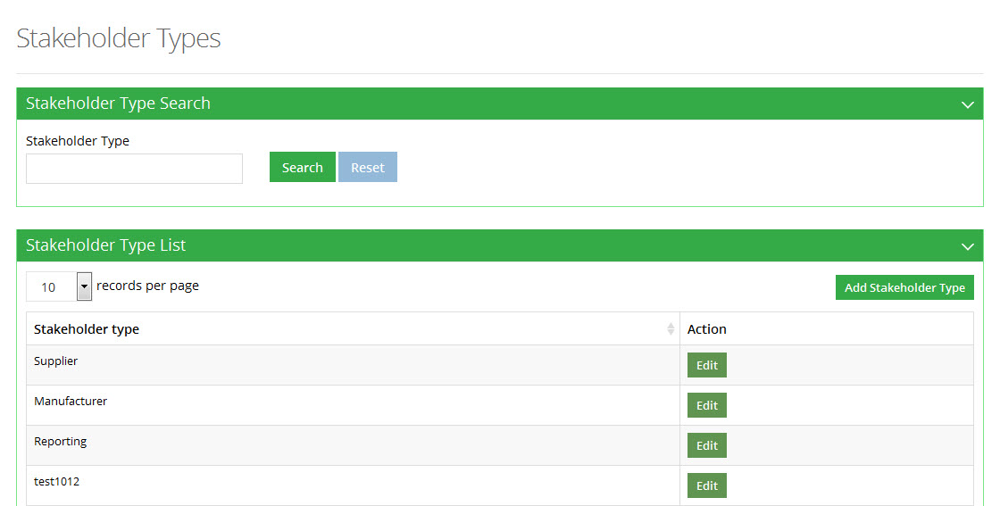 Stakeholder Types
Stakeholder Type Search
Stakeholder Type
Search Reset
Stakeholder Type List
10 records per page Add Stakeholder Type
Stakeholder type Action
Supplier Edit
Manufacturer Edit
Reporting Edit
test1012 Edit